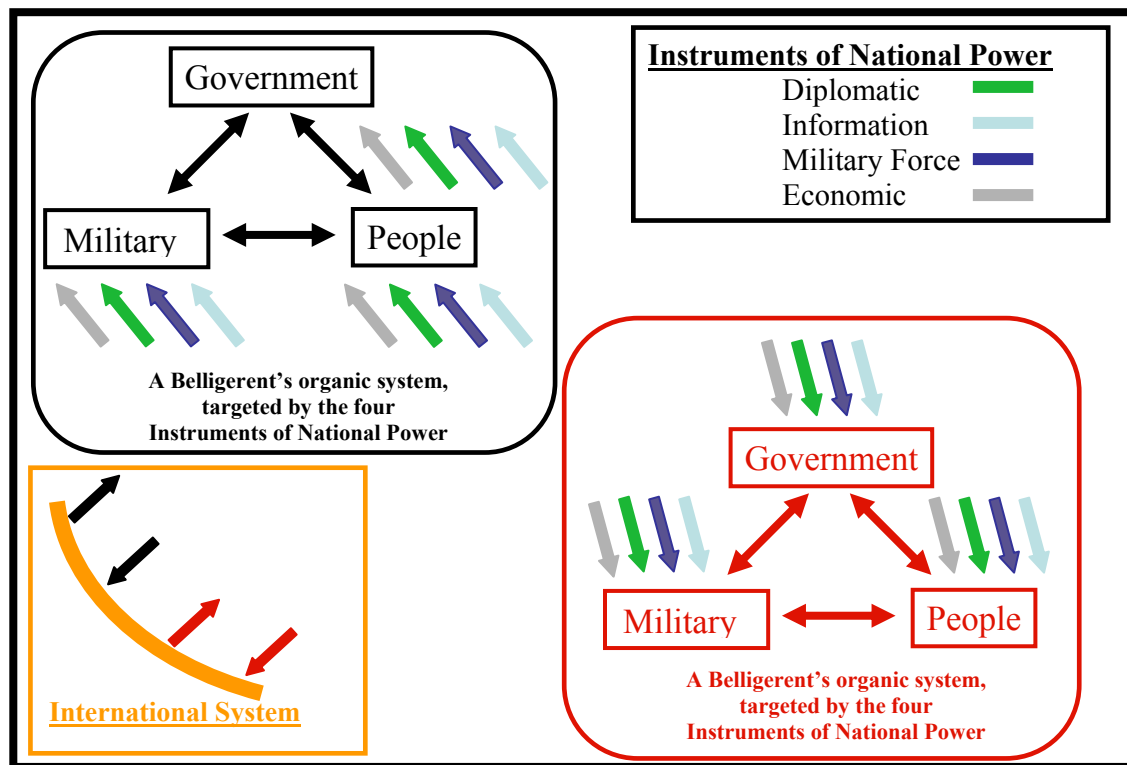 Government
Military
People
A Belligerent's organic system,
targeted by the four
Instruments of National Power
Instruments of National Power
Diplomatic
Information
Military Force
Economic
Government
Military
People
A Belligerent's organic system,
targeted by the four
Instruments of National Power
International System